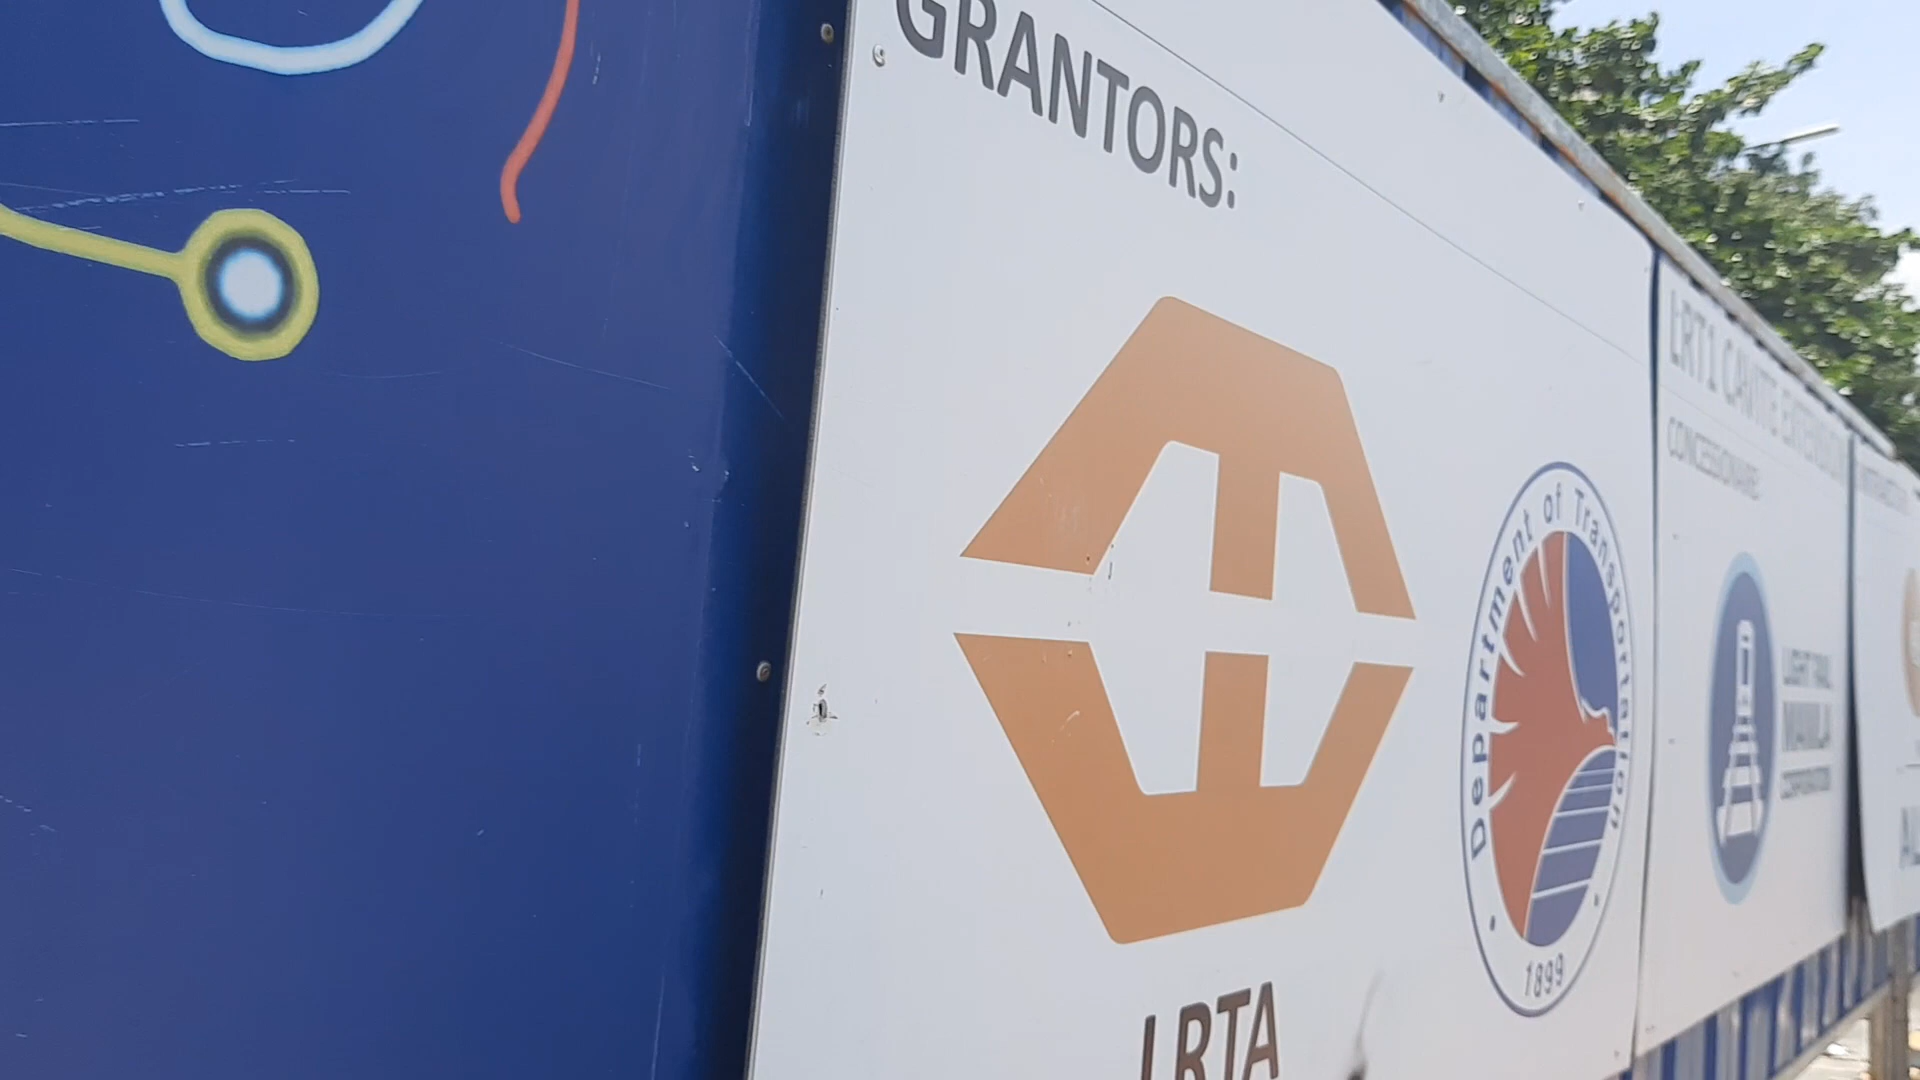 GRANTORS:
Department of Transportation
1899
LRTA
LRT1 CAVITE EXTENSION
CONCESSIONAIRE:
LIGHT RAIL
MANILA
CORPORATION